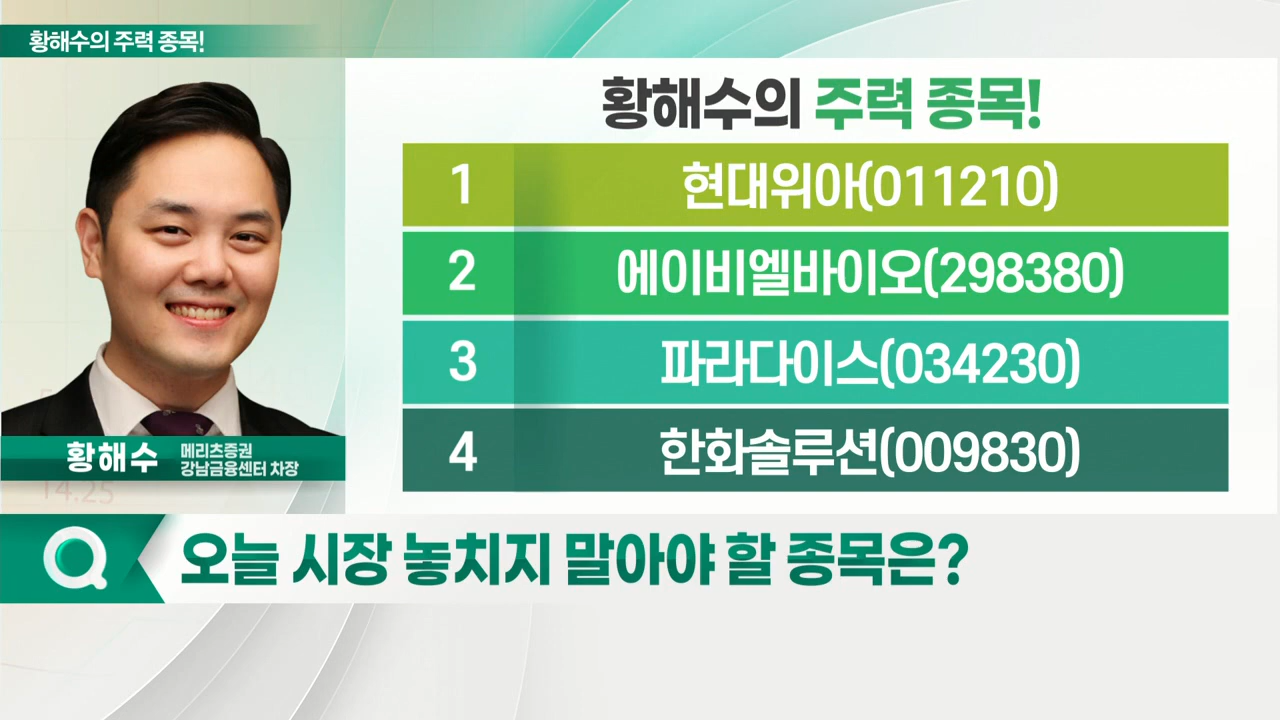 황해수의 주력 종목!
황해수의 주력 종목!
1 현대위아(011210)
2 에이비엘바이오(298380)
3 파라다이스(034230)
4 한화솔루션(009830)
황해수 메리츠증권
강남금융센터 차장
14.25
Q 오늘 시장 놓치지 말아야 할 종목은?